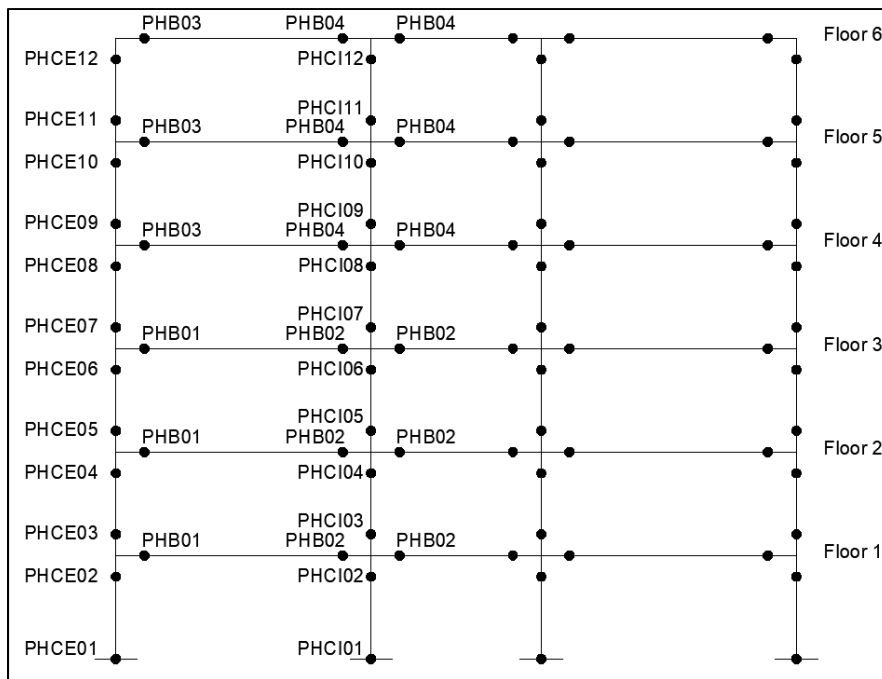 PHB03 PHB04 PHB04 Floor 6
PHCE12 PHCI12
PHCE11 PHCI11
PHB03 PHB04 PHB04 Floor 5
PHCE10 PHCI10
PHCE09 PHCI09
PHB03 PHB04 PHB04 Floor 4
PHCE08 PHCI08
PHCE07 PHCI07
PHB01 PHB02 PHB02 Floor 3
PHCE06 PHCI06
PHCE05 PHCI05
PHB01 PHB02 PHB02 Floor 2
PHCE04 PHCI04
PHCE03 PHCI03
PHB01 PHB02 PHB02 Floor 1
PHCE02 PHCI02
PHCE01 PHCI01